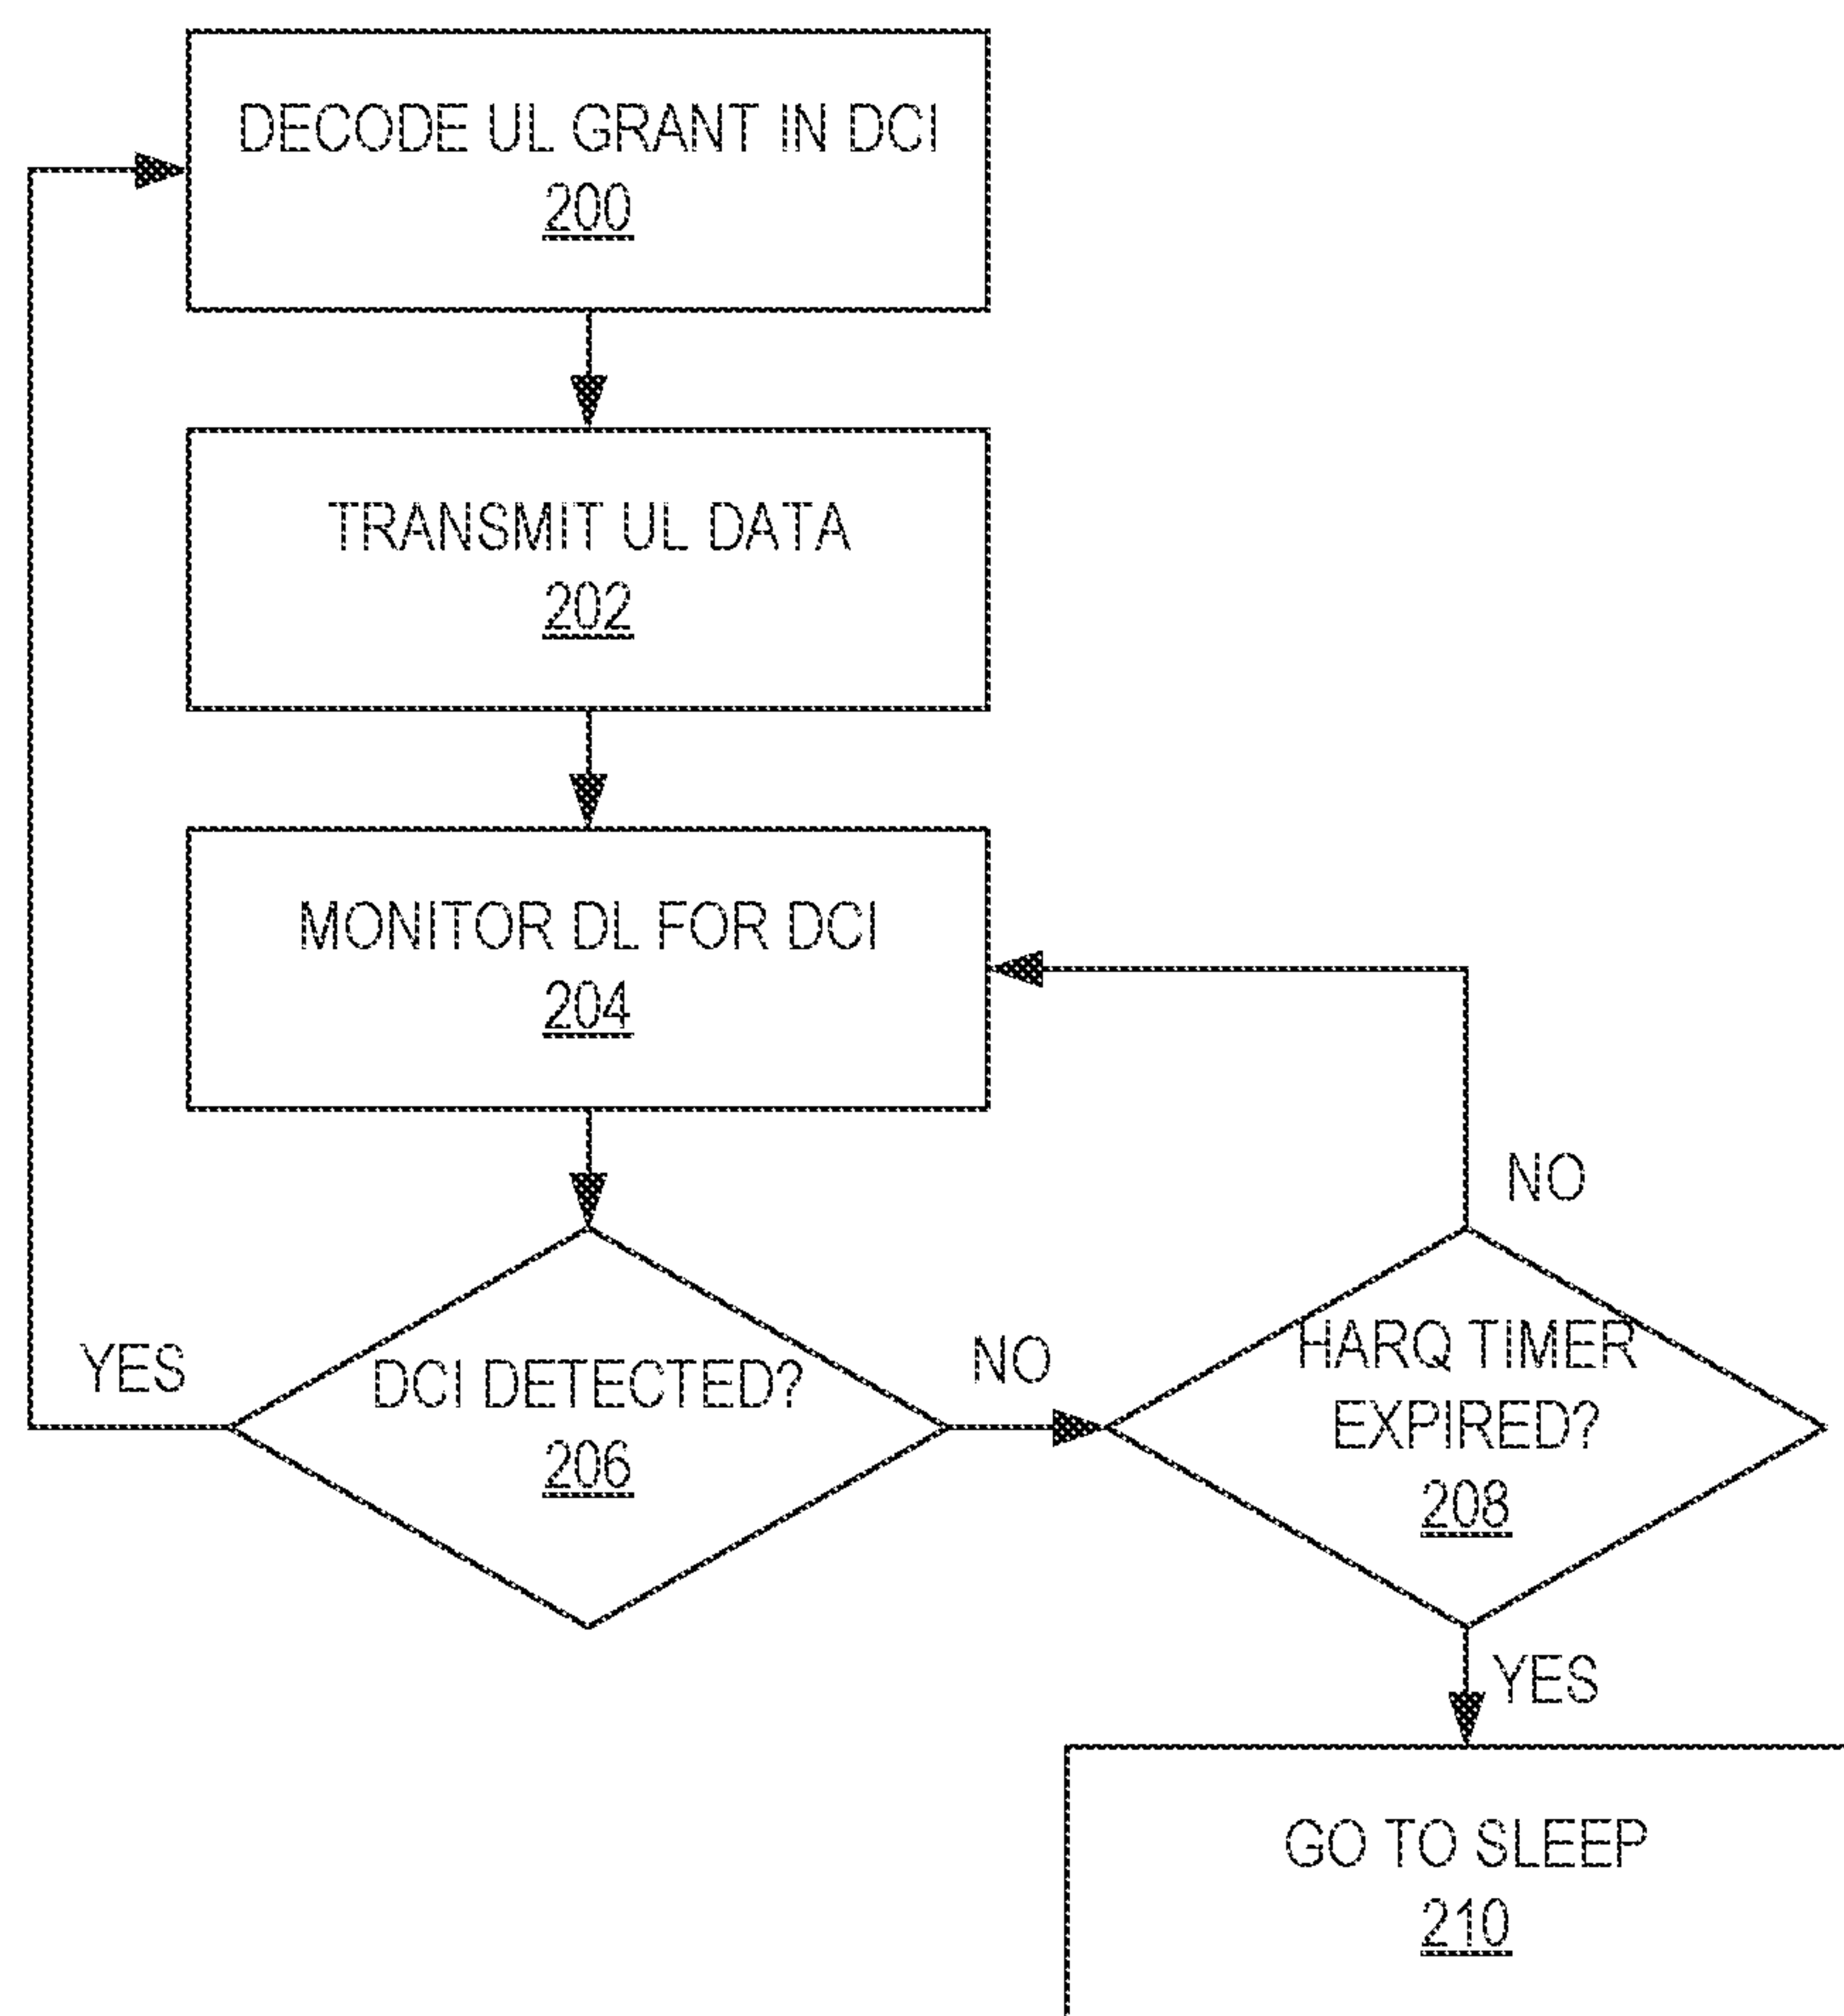 DECODE UL GRANT IN DCI
200
TRANSMIT UL DATA
202
MONITOR DL FOR DCI
204
NO
YES
DCI DETECTED?
206
NO
HARQ TIMER
EXPIRED?
208
YES
GO TO SLEEP
210